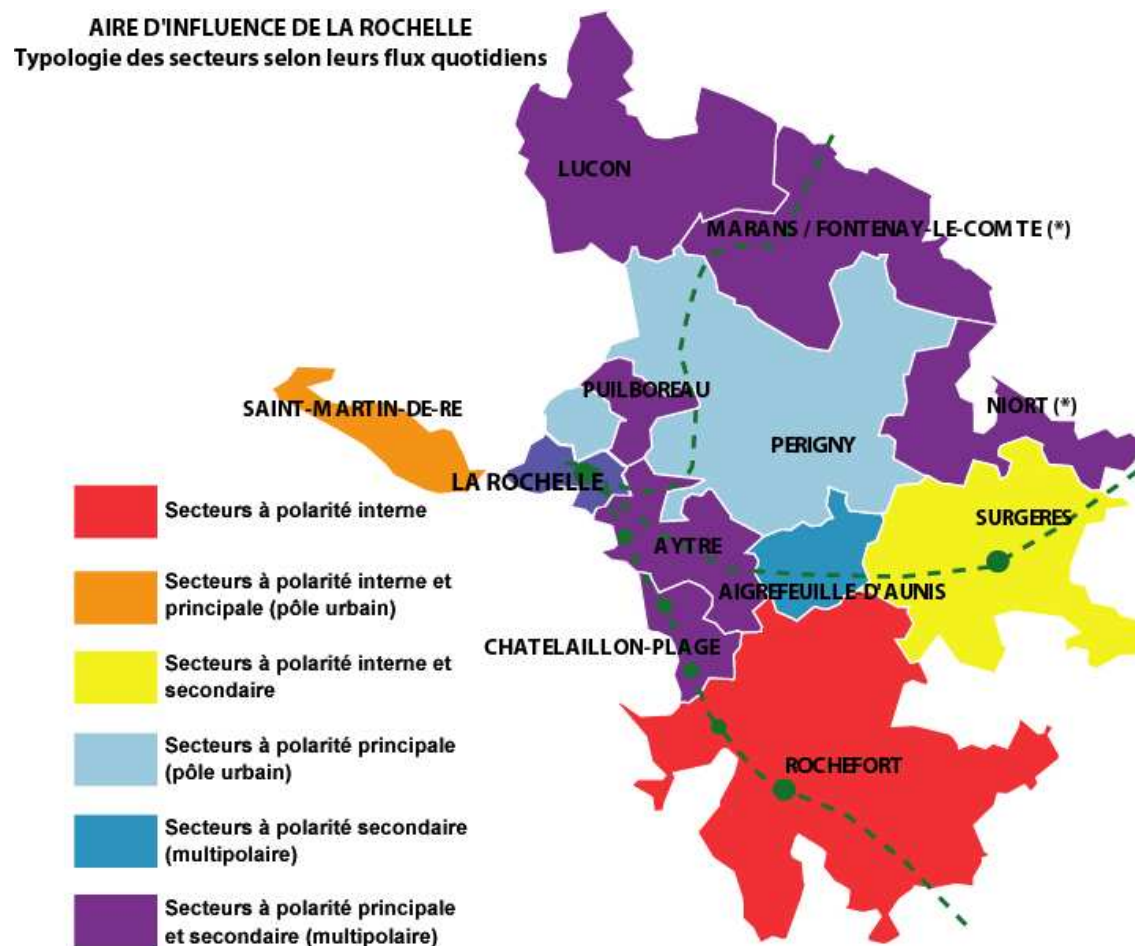 AIRE D'INFLUENCE DE LA ROCHELLE
Typologie des secteurs selon leurs flux quotidiens
LUCON
MARANS / FONTENAY-LE-COMTE (*)
PUILBOREAU
SAINT-MARTIN-DE-RE
NIORT (*)
PERIGNY
LA ROCHELLE
SURGERES
AYTRE
AIGREFEUILLE-D'AUNIS
CHATELAILLON-PLAGE
ROCHEFORT
Secteurs à polarité interne
Secteurs à polarité interne et
principale (pôle urbain)
Secteurs à polarité interne et
secondaire
Secteurs à polarité principale
(pôle urbain)
Secteurs à polarité secondaire
(multipolaire)
Secteurs à polarité principale
et secondaire (multipolaire)